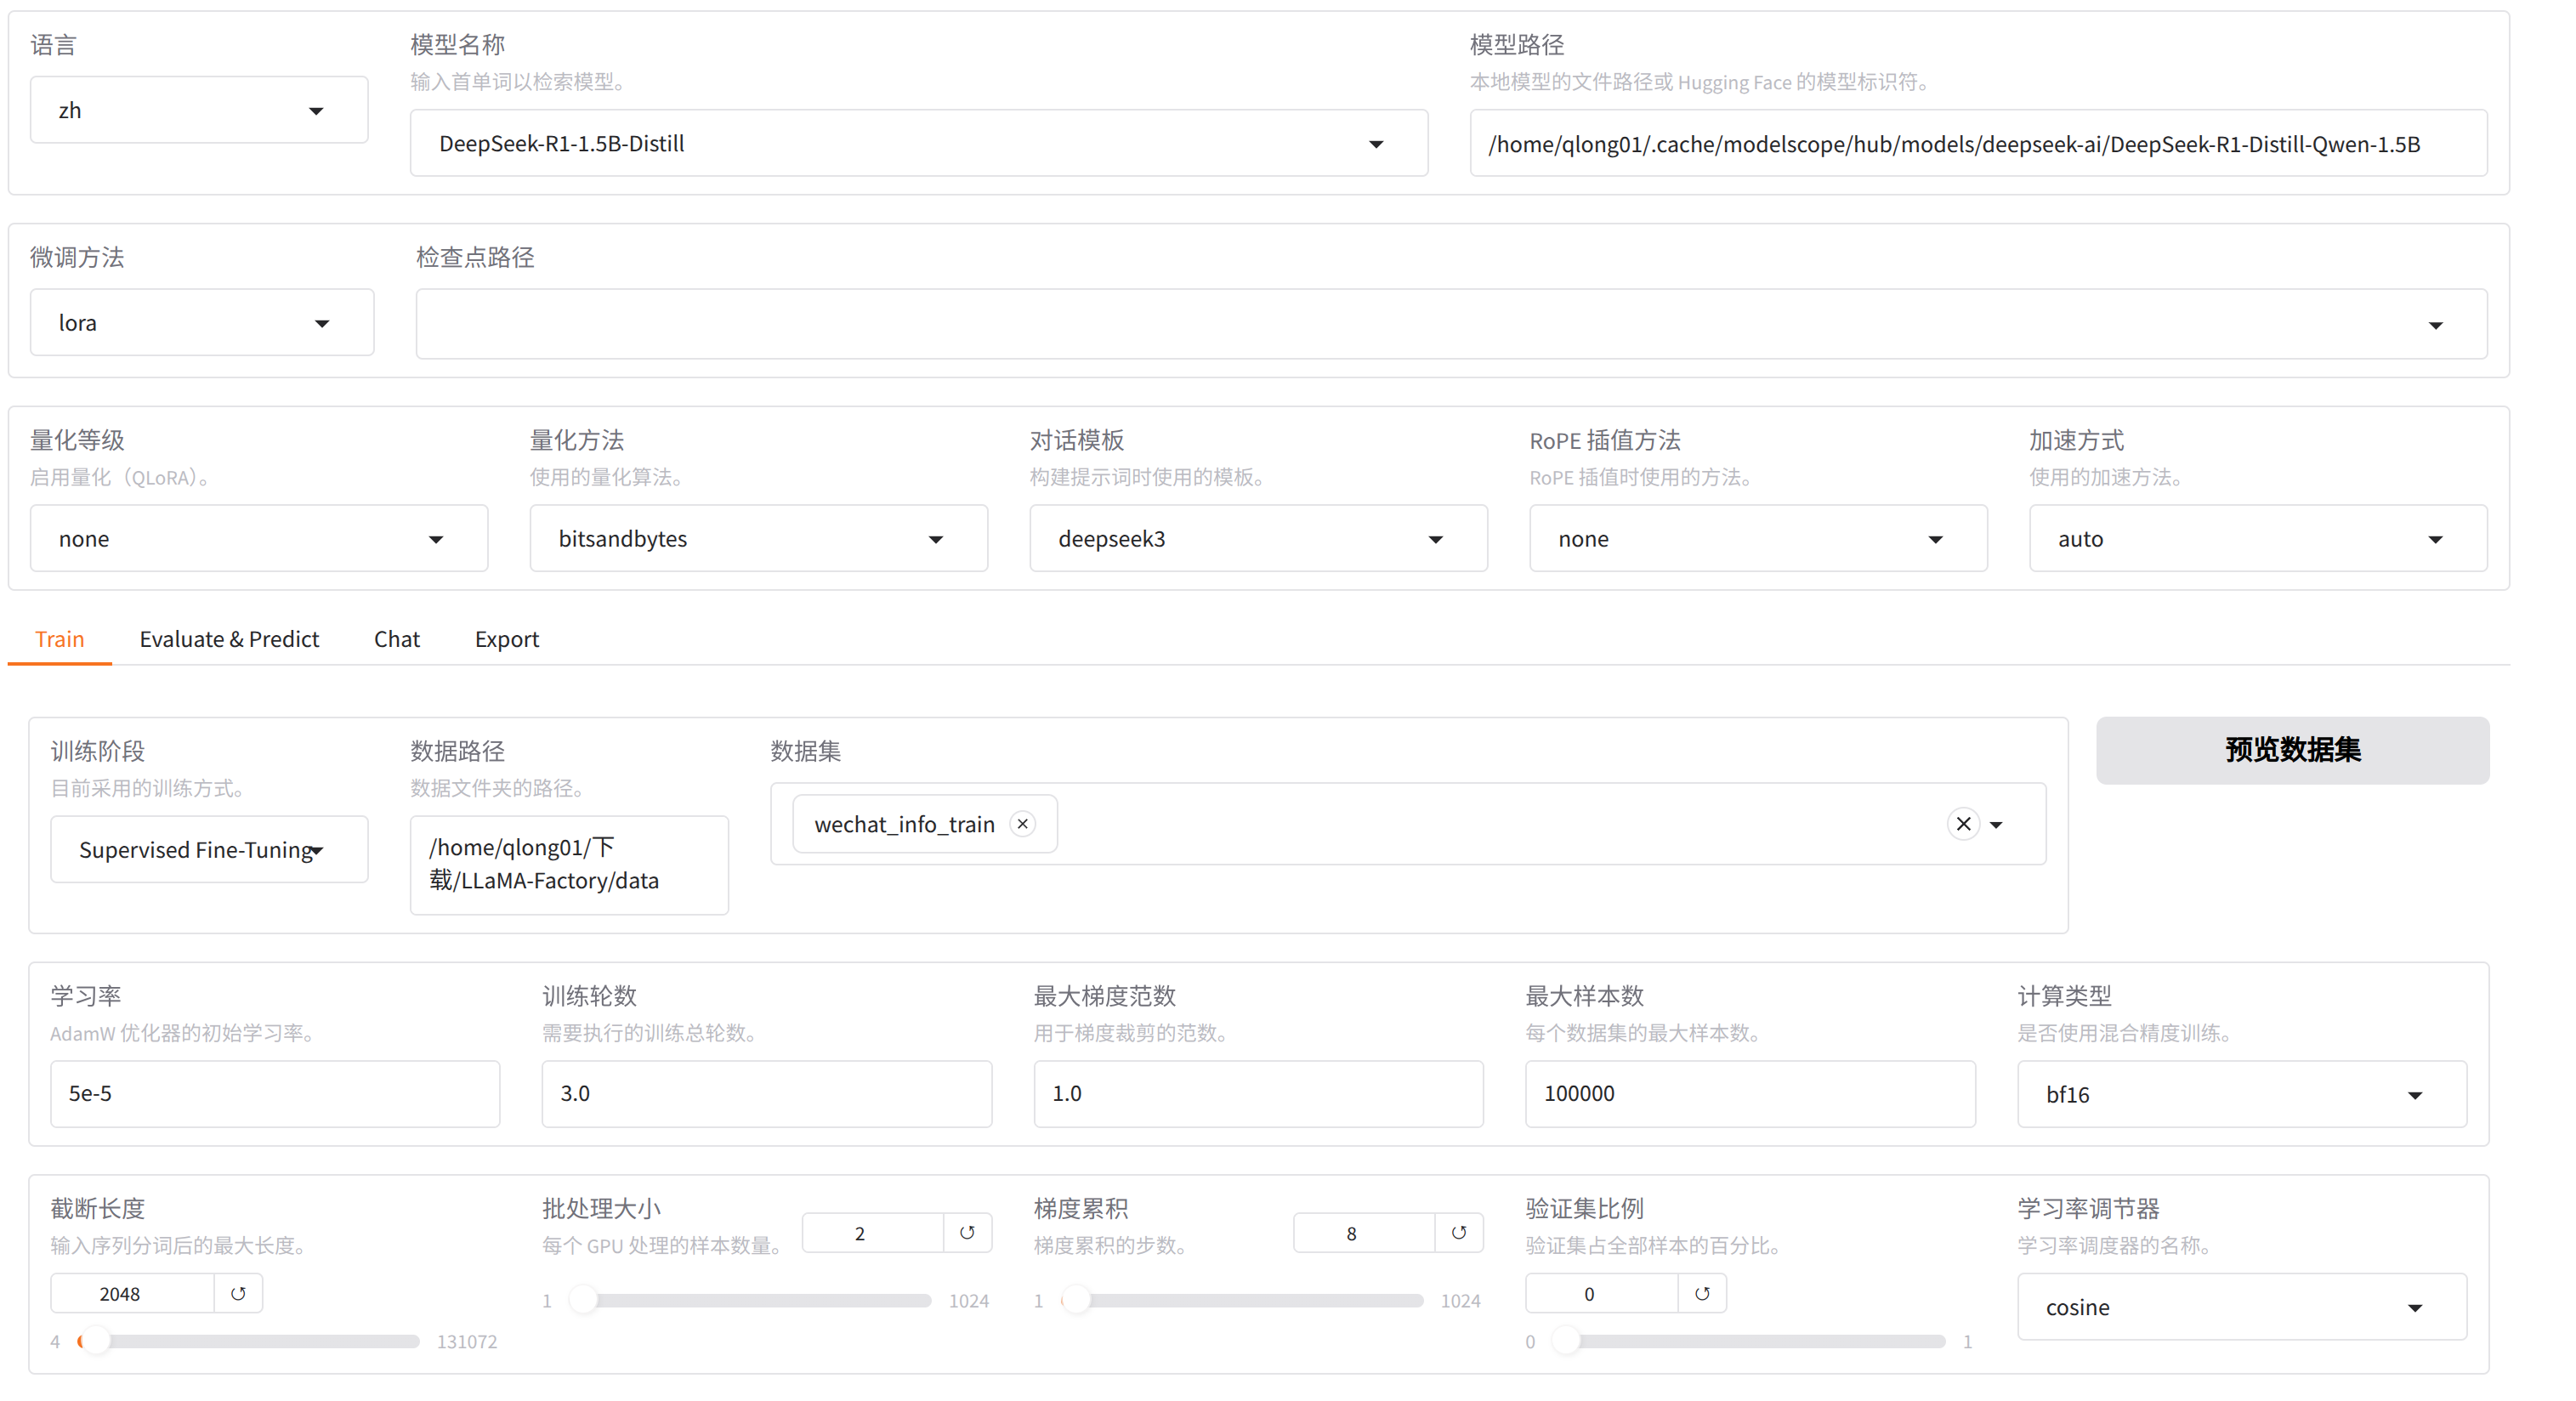 语言
zh
模型名称
输入首单词以检索模型。
DeepSeek-R1-1.5B-Distill
模型路径
本地模型的文件路径或 Hugging Face 的模型标识符。
/home/qlong01/.cache/modelscope/hub/models/deepseek-ai/DeepSeek-R1-Distill-Qwen-1.5B
微调方法
lora
检查点路径
量化等级
启用量化（QLoRA）。
none
量化方法
使用的量化算法。
bitsandbytes
对话模板
构建提示词时使用的模板。
deepseek3
RoPE 插值方法
RoPE 插值时使用的方法。
none
加速方式
使用的加速方法。
auto
Train
Evaluate & Predict
Chat
Export
训练阶段
目前采用的训练方式。
Supervised Fine-Tuning
数据路径
数据文件夹的路径。
/home/qlong01/下
载/LLaMA-Factory/data
数据集
wechat_info_train
预览数据集
学习率
AdamW 优化器的初始学习率。
5e-5
训练轮数
需要执行的训练总轮数。
3.0
最大梯度范数
用于梯度裁剪的范数。
1.0
最大样本数
每个数据集的最大样本数。
100000
计算类型
是否使用混合精度训练。
bf16
截断长度
输入序列分词后的最大长度。
2048
4
131072
批处理大小
每个 GPU 处理的样本数量。
2
1
1024
梯度累积
梯度累积的步数。
8
1
1024
验证集比例
验证集占全部样本的百分比。
0
0
1
学习率调节器
学习率调度器的名称。
cosine